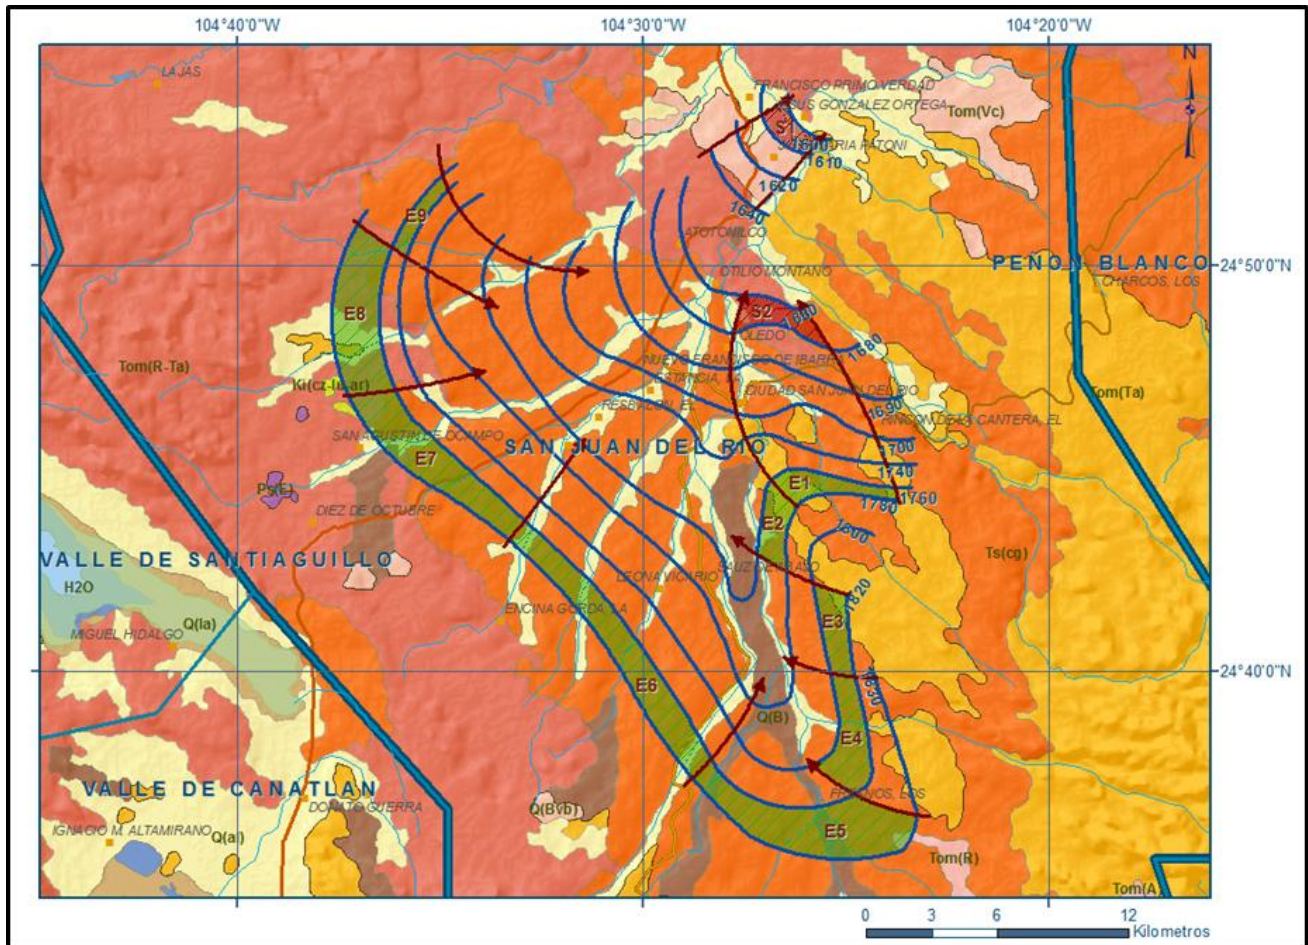 104°40'0"W
104°30'0"W
104°20'0"W
N
LAJAS
FRANCISCO PRIMO VERDAD
JESUS GONZALEZ ORTEGA
Tom(Vc)
1600
1610
1620
1640
E9
ATOTONILCO
24°50'0"N
PEÑON BLANCO
OTILIO MONTAÑO
CHARCOS, LOS
E8
S2
1680
Tom(R-Ta)
NUEVO FRANCISCO DE IBARRA
Ki(cz-lu-ar)
ESTANCIA, LA
CIUDAD SAN JUAN DEL RIO
Tom(Ta)
RESBALON, EL
1690
RINCON DE LA CANTERA, EL
SAN AGUSTIN DE OCAMPO
SAN JUAN DEL RIO
1700
E7
1740
E1
1760
1780
DIEZ DE OCTUBRE
E2
1800
VALLE DE SANTIAGUILLO
Ts(cg)
H2O
LEONA VICARIO
1820
ENCINA GORDA, LA
Q(la)
E3
MIGUEL HIDALGO
24°40'0"N
E6
1830
Q(B)
E4
VALLE DE CANATLAN
DONATO GUERRA
Q(Bvb)
IGNACIO M. ALTAMIRANO
Q(al)
E5
Tom(R)
Tom(A
0 3 6 12
Kilometros